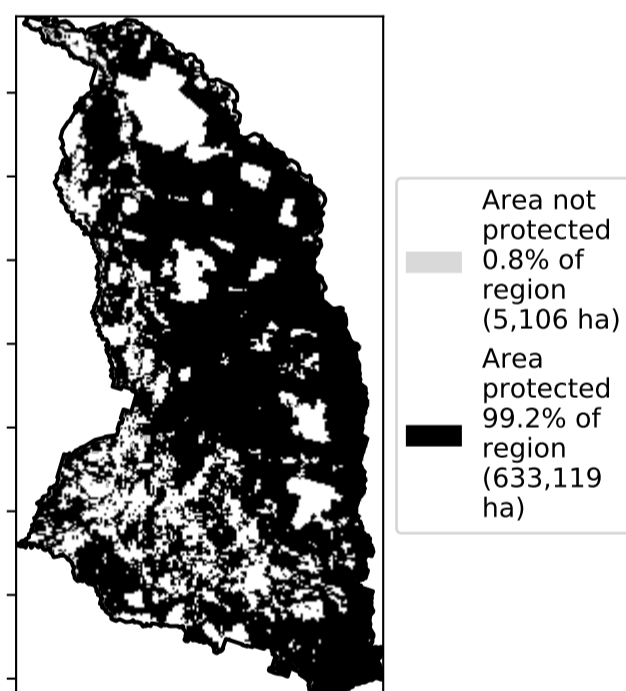 Area not
protected
0.8% of
region
(5,106 ha)
Area
protected
99.2% of
region
(633,119
ha)